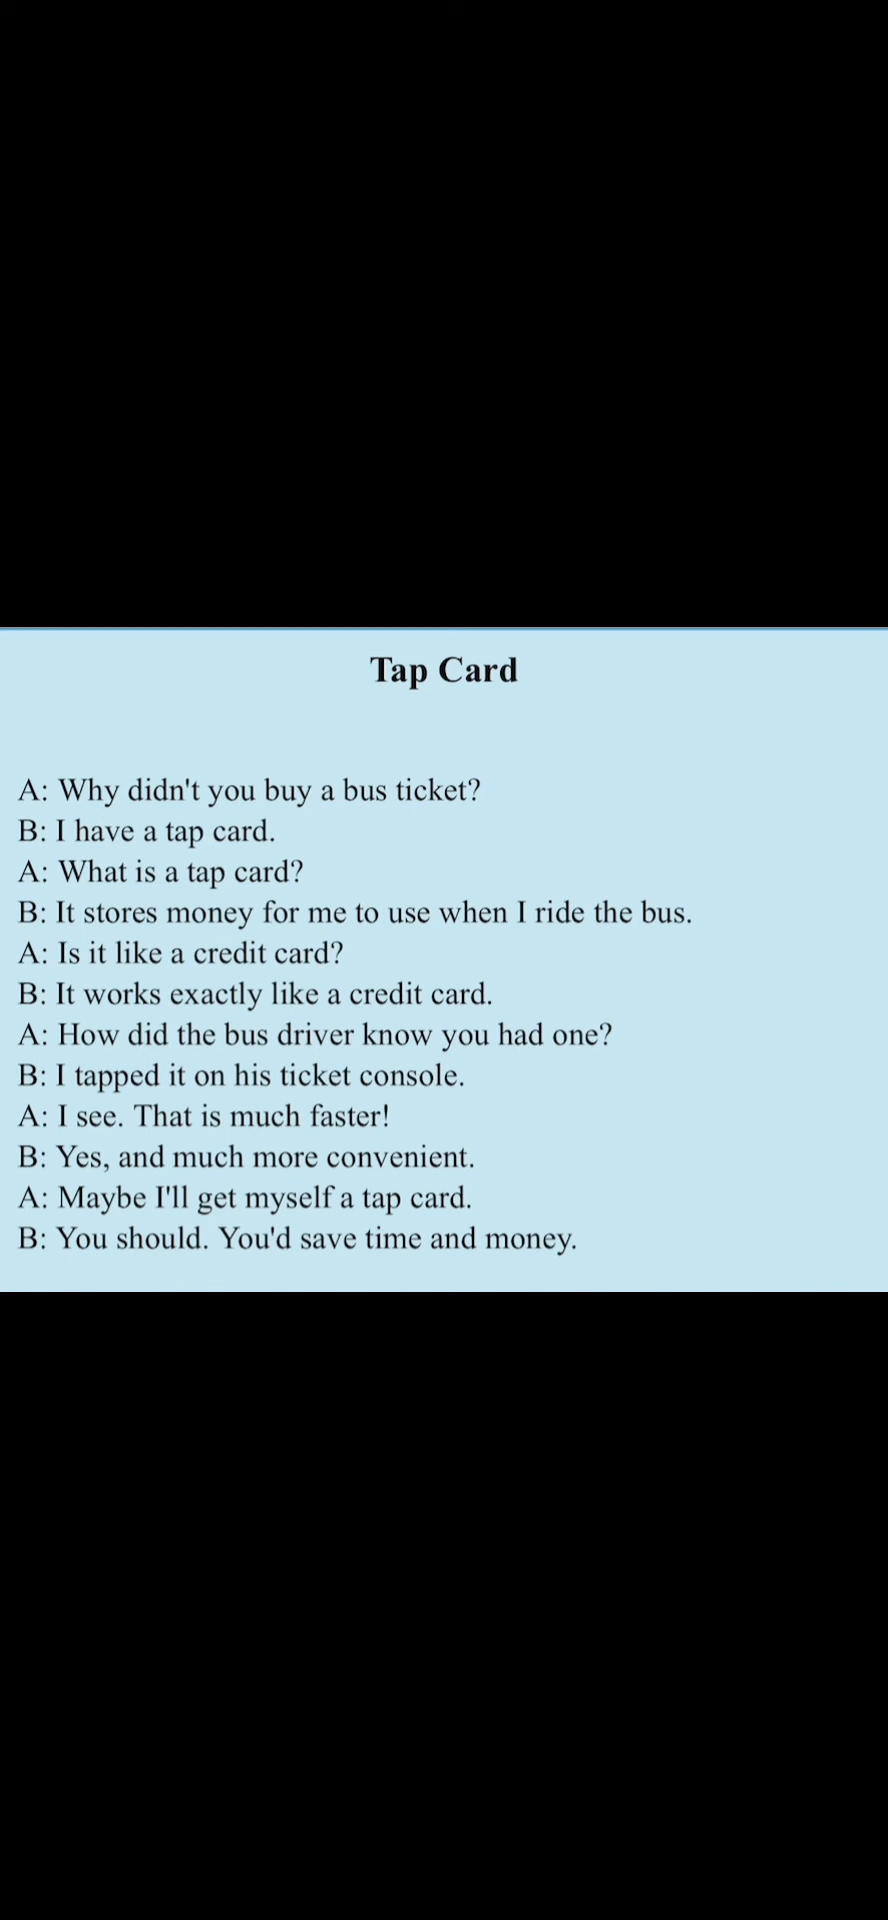 Tap Card
A: Why didn't you buy a bus ticket?
B: I have a tap card.
A: What is a tap card?
B: It stores money for me to use when I ride the bus.
A: Is it like a credit card?
B: It works exactly like a credit card.
A: How did the bus driver know you had one?
B: I tapped it on his ticket console.
A: I see. That is much faster!
B: Yes, and much more convenient.
A: Maybe I'll get myself a tap card.
B: You should. You'd save time and money.